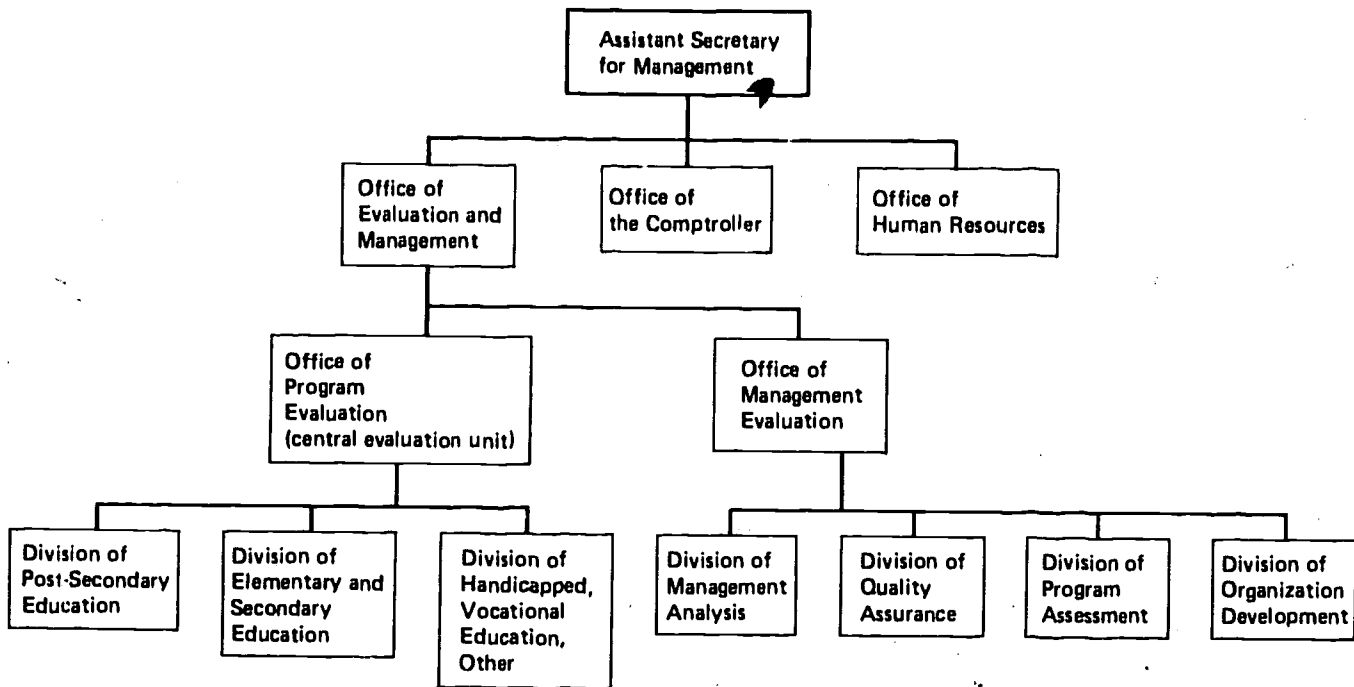 Assistant Secretary
for Management
Office of
Evaluation and
Management
Office of
the Comptroller
Office of
Human Resources
Office of
Program
Evaluation
(central evaluation unit)
Office of
Management
Evaluation
Division of
Post-Secondary
Education
Division of
Elementary and
Secondary
Education
Division of
Handicapped,
Vocational
Education,
Other
Division of
Management
Analysis
Division of
Quality
Assurance
Division of
Program
Assessment
Division of
Organization
Development